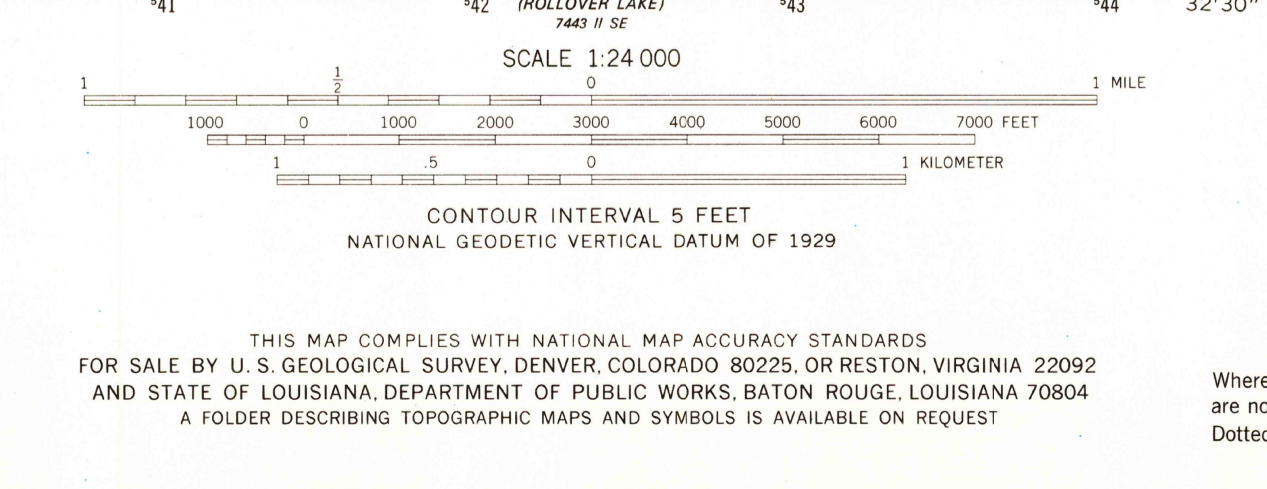 ⁵41 ⁵42 (ROLLOVER LAKE) ⁵43 ⁵44 32'30"
7443 II SE
SCALE 1:24 000
1 1/2 0 1 MILE
1000 0 1000 2000 3000 4000 5000 6000 7000 FEET
1 .5 0 1 KILOMETER
CONTOUR INTERVAL 5 FEET
NATIONAL GEODETIC VERTICAL DATUM OF 1929
THIS MAP COMPLIES WITH NATIONAL MAP ACCURACY STANDARDS
FOR SALE BY U. S. GEOLOGICAL SURVEY, DENVER, COLORADO 80225, OR RESTON, VIRGINIA 22092
AND STATE OF LOUISIANA, DEPARTMENT OF PUBLIC WORKS, BATON ROUGE, LOUISIANA 70804
A FOLDER DESCRIBING TOPOGRAPHIC MAPS AND SYMBOLS IS AVAILABLE ON REQUEST
Where
are no
Dotted